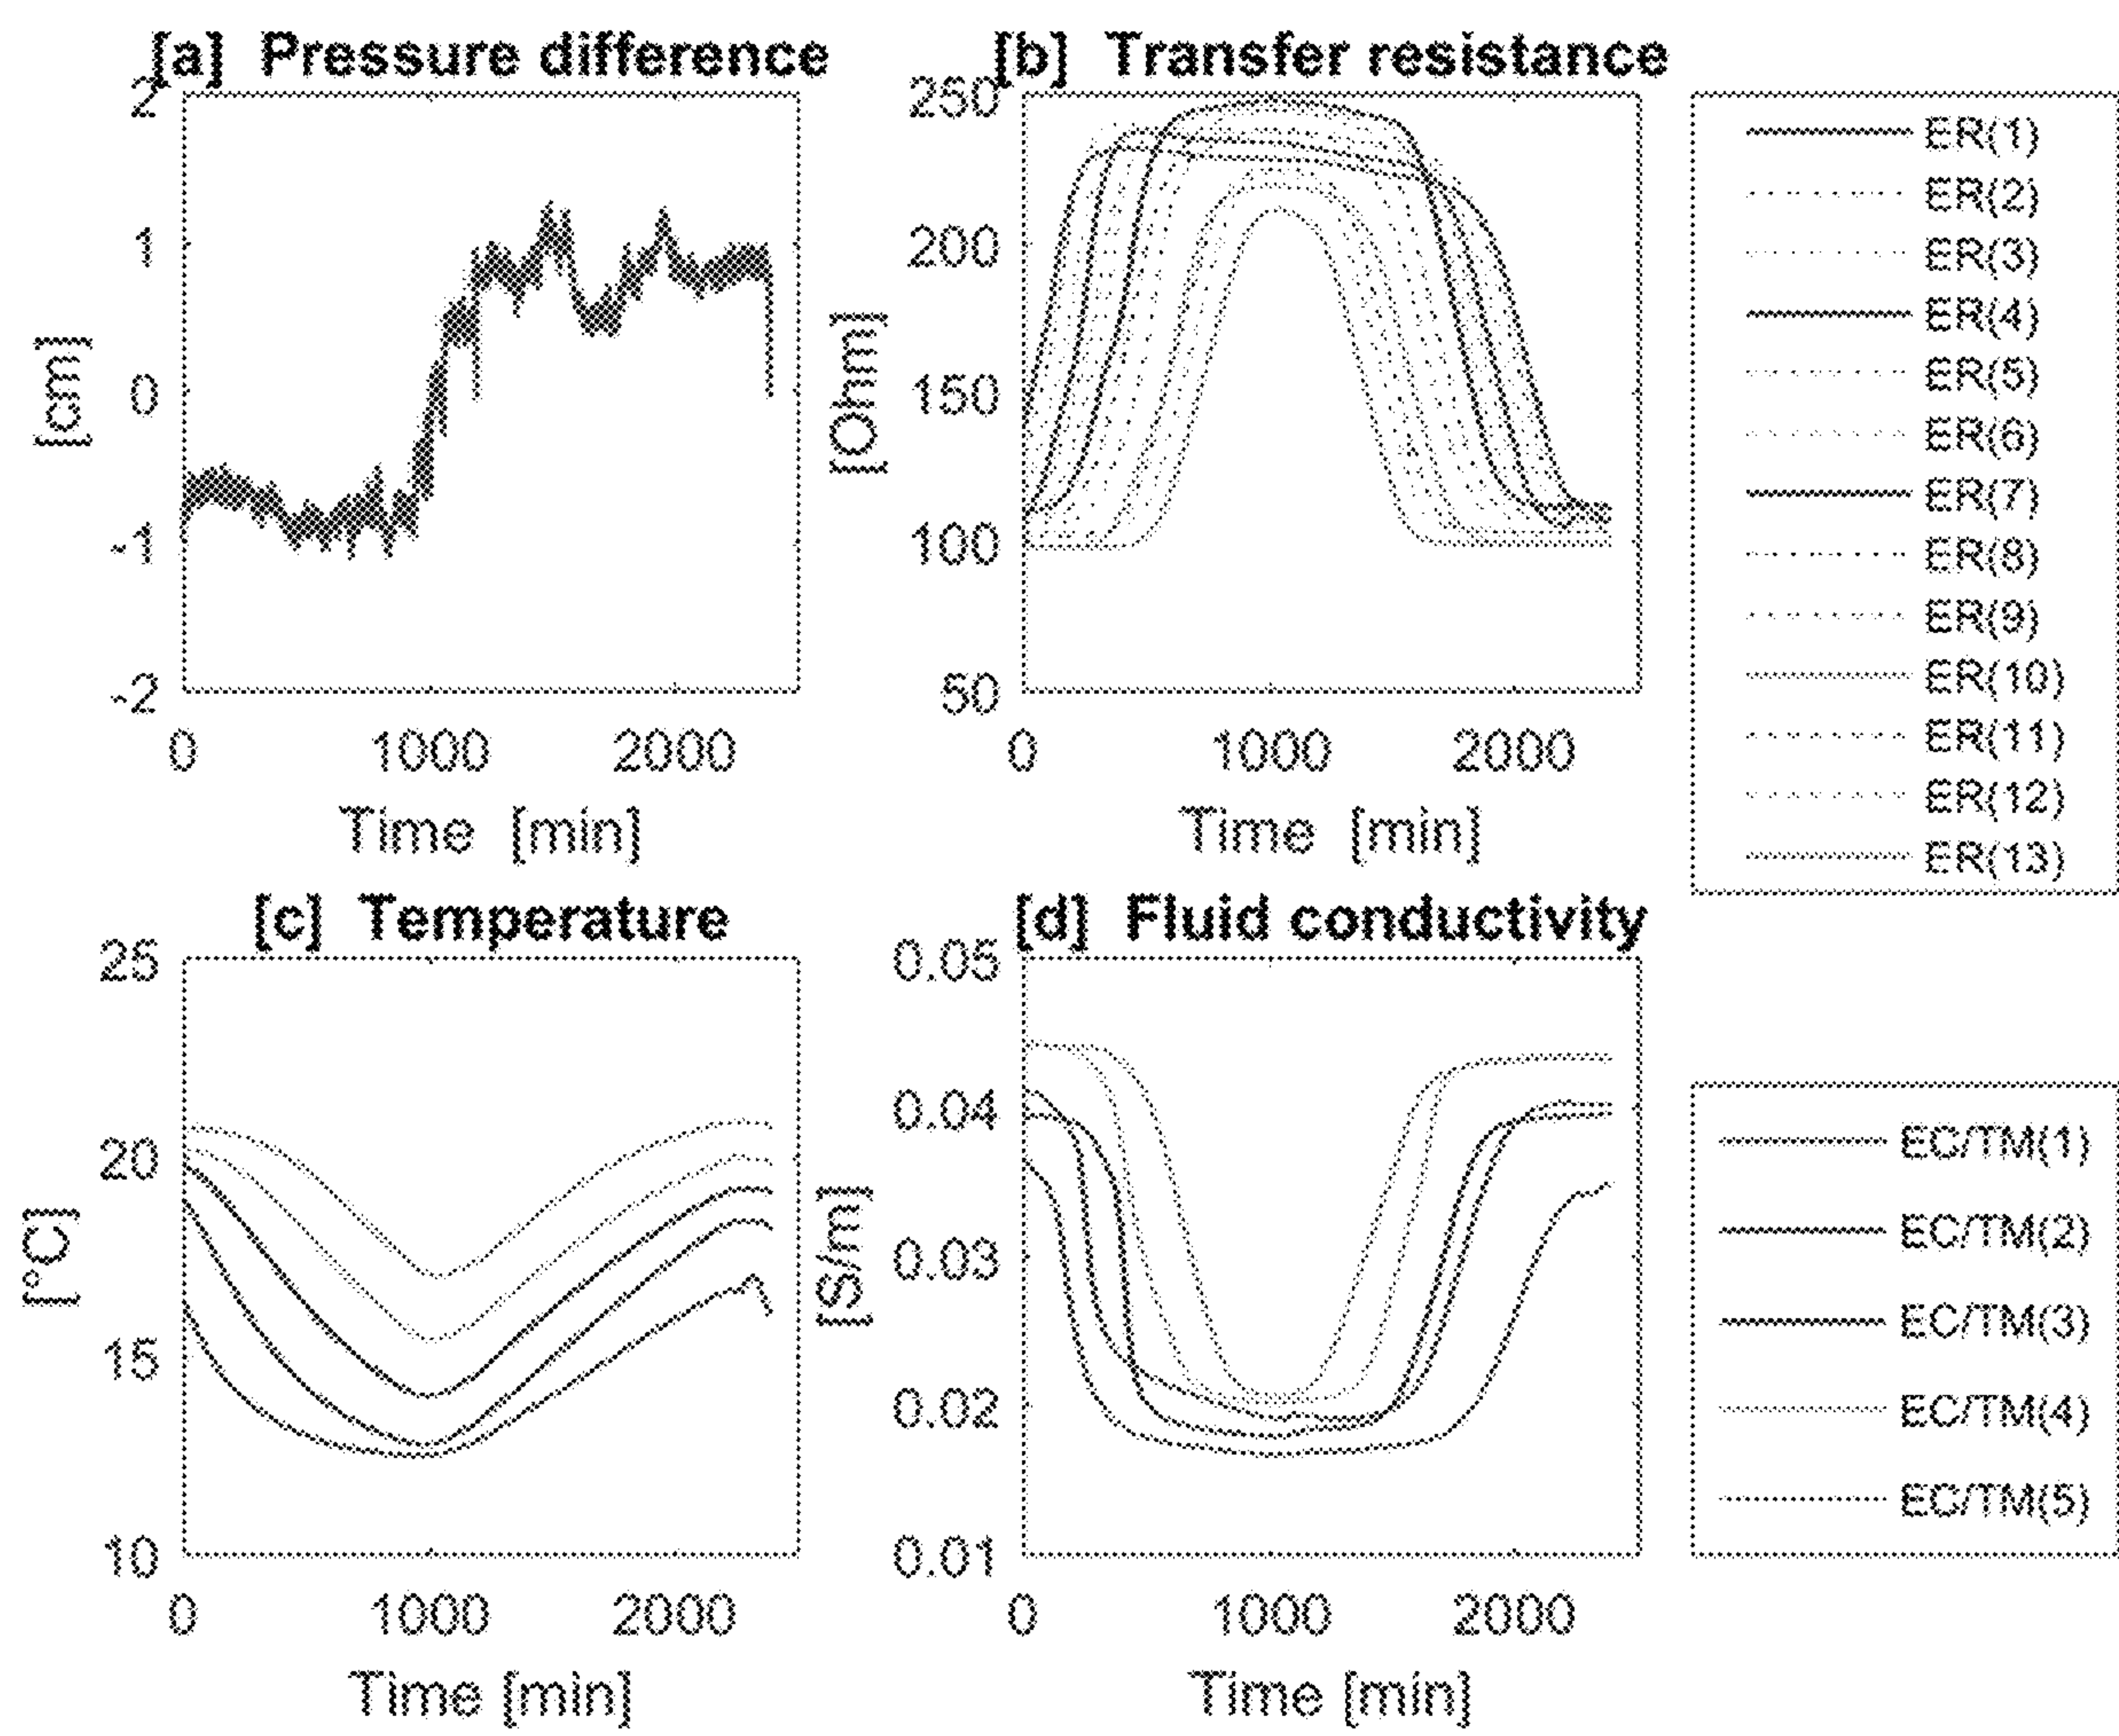 [a] Pressure difference
2
1
0
-1
-2
[cm]
0 1000 2000
Time [min]
[b] Transfer resistance
250
200
150
100
50
[Ohm]
0 1000 2000
Time [min]
ER(1)
ER(2)
ER(3)
ER(4)
ER(5)
ER(6)
ER(7)
ER(8)
ER(9)
ER(10)
ER(11)
ER(12)
ER(13)
[c] Temperature
25
20
15
10
[°C]
0 1000 2000
Time [min]
[d] Fluid conductivity
0.05
0.04
0.03
0.02
0.01
[S/m]
0 1000 2000
Time [min]
EC/TM(1)
EC/TM(2)
EC/TM(3)
EC/TM(4)
EC/TM(5)